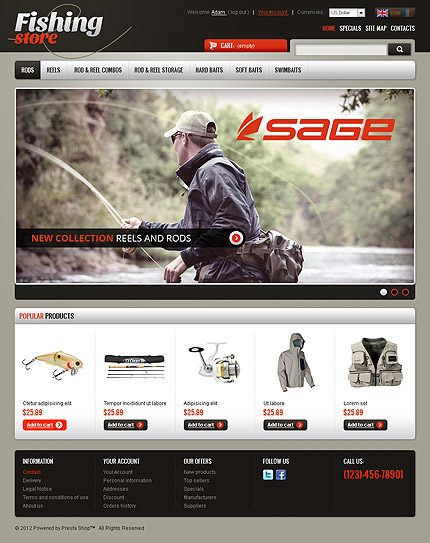 Fishing
store
Welcome Adam ( log out ) | Your Account | Currencies: US Dollar
HOME SPECIALS SITE MAP CONTACTS
CART: (empty)
RODS REELS ROD & REEL COMBOS ROD & REEL STORAGE HARD BAITS SOFT BAITS SWIMBAITS
SAGE
NEW COLLECTION REELS AND RODS
POPULAR PRODUCTS
Ctetur adipisicing elit Tempor incididunt ut labore Adipisicing elit Ut labore Lorem set
$25.89 $25.89 $25.89 $25.89 $25.89
Add to cart Add to cart Add to cart Add to cart Add to cart
INFORMATION YOUR ACCOUNT OUR OFFERS FOLLOW US CALL US:
Contact Your Account New products (123)-456-78901
Delivery Personal information Top sellers
Legal Notice Addresses Specials
Terms and conditions of use Discount Manufacturers
About us Orders history Suppliers
© 2012 Powered by Presta Shop™. All Rights Reserved